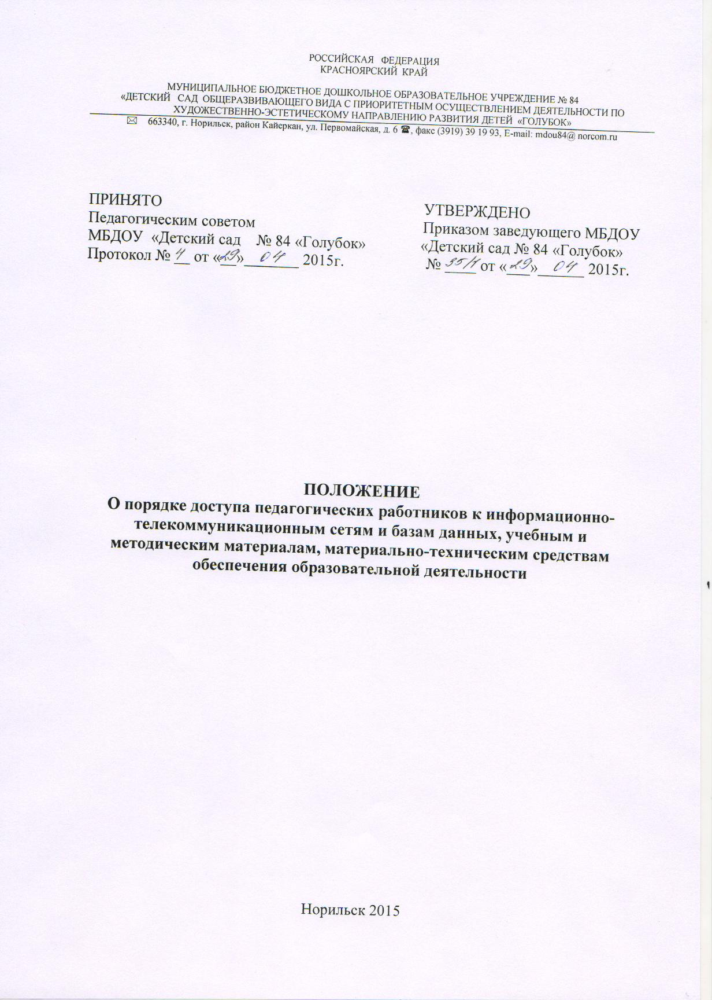 РОССИЙСКАЯ ФЕДЕРАЦИЯ
КРАСНОЯРСКИЙ КРАЙ
МУНИЦИПАЛЬНОЕ БЮДЖЕТНОЕ ДОШКОЛЬНОЕ ОБРАЗОВАТЕЛЬНОЕ УЧРЕЖДЕНИЕ № 84
«ДЕТСКИЙ САД ОБЩЕРАЗВИВАЮЩЕГО ВИДА С ПРИОРИТЕТНЫМ ОСУЩЕСТВЛЕНИЕМ ДЕЯТЕЛЬНОСТИ ПО
ХУДОЖЕСТВЕННО-ЭСТЕТИЧЕСКОМУ НАПРАВЛЕНИЮ РАЗВИТИЯ ДЕТЕЙ «ГОЛУБОК»
663340, г. Норильск, район Кайеркан, ул. Первомайская, д. 6 ☎, факс (3919) 39 19 93, E-mail: mdou84@ norcom.ru
ПРИНЯТО
Педагогическим советом
МБДОУ «Детский сад № 84 «Голубок»
Протокол № 4 от «29» 04 2015г.
УТВЕРЖДЕНО
Приказом заведующего МБДОУ
«Детский сад № 84 «Голубок»
№ 35/1 от «29» 04 2015г.
ПОЛОЖЕНИЕ
О порядке доступа педагогических работников к информационно-
телекоммуникационным сетям и базам данных, учебным и
методическим материалам, материально-техническим средствам
обеспечения образовательной деятельности
Норильск 2015